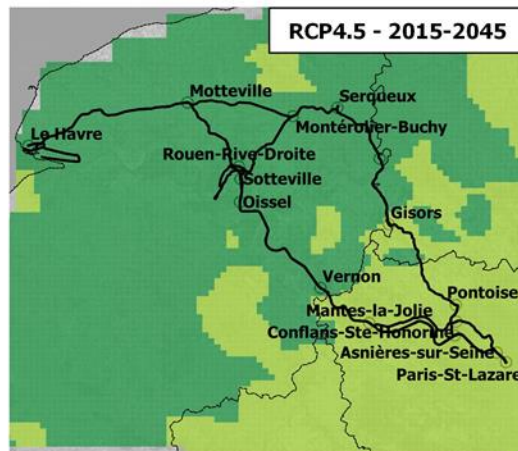 RCP4.5 - 2015-2045
Motteville
Serqueux
Le Havre
Montérolier-Buchy
Rouen-Rive-Droite
Sotteville
Oissel
Gisors
Vernon
Pontoise
Mantes-la-Jolie
Conflans-Ste-Honorine
Asnières-sur-Seine
Paris-St-Lazare